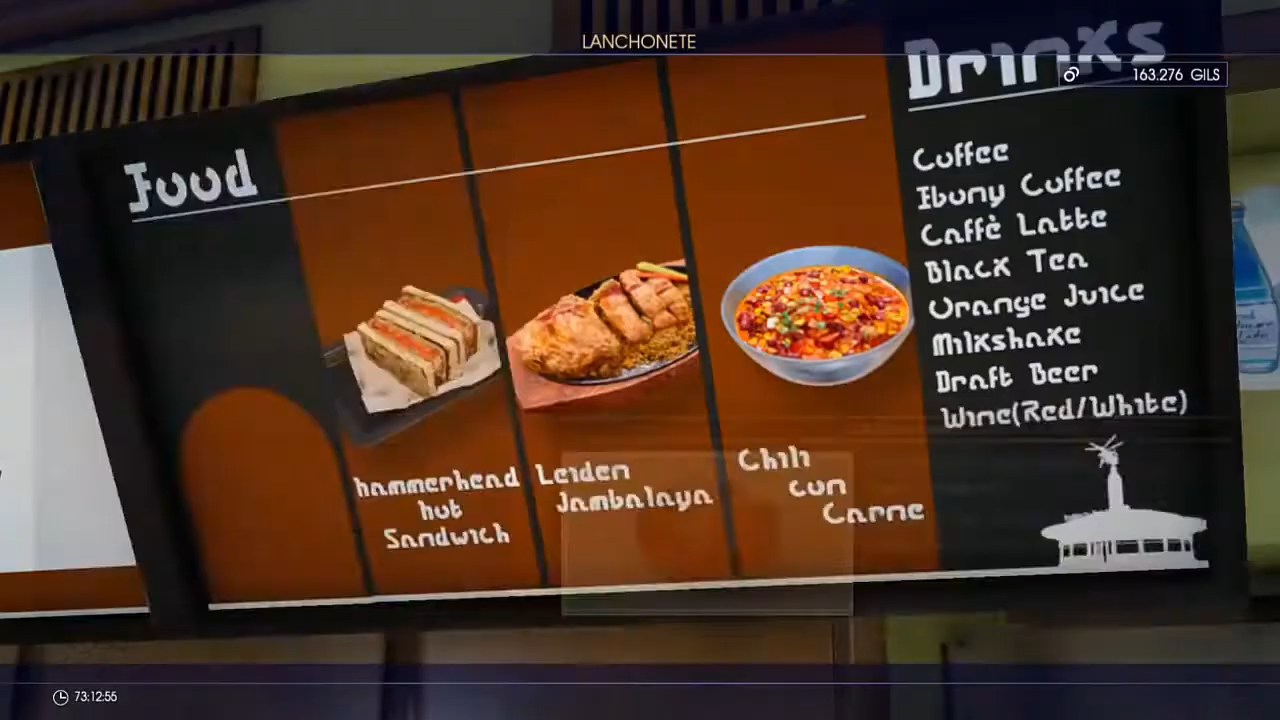 LANCHONETE
163.276 GILS
Food
hammerhead
hot
Sandwich
Leiden
Jambalaya
Chili
con
Carne
Drinks
Coffee
Ebony Coffee
Caffè Latte
Black Tea
Orange Juice
Milkshake
Draft Beer
Wine(Red/White)
73:12:55